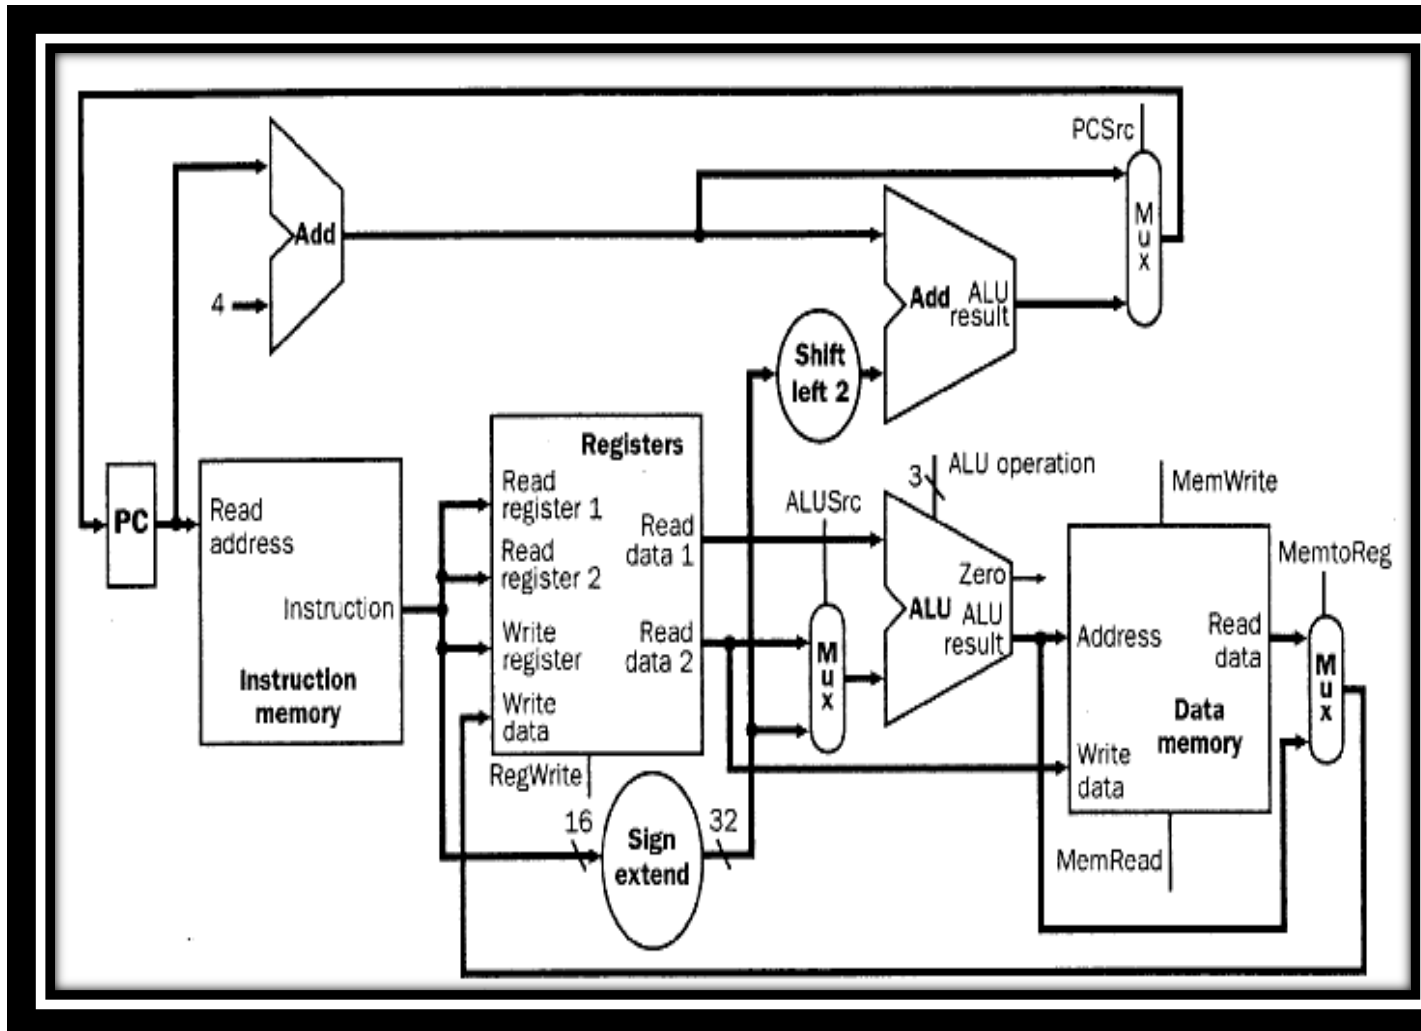 PCSrc
M
u
x
Add
4
Add
ALU
result
Shift
left 2
Registers
Read
register 1
Read
register 2
Write
register
Write
data
Read
data 1
Read
data 2
RegWrite
PC
Read
address
Instruction
Instruction
memory
ALUSrc
M
u
x
3
ALU operation
Zero
ALU
ALU
result
MemWrite
Address
Read
data
Data
memory
Write
data
MemRead
MemtoReg
M
u
x
16
Sign
extend
32